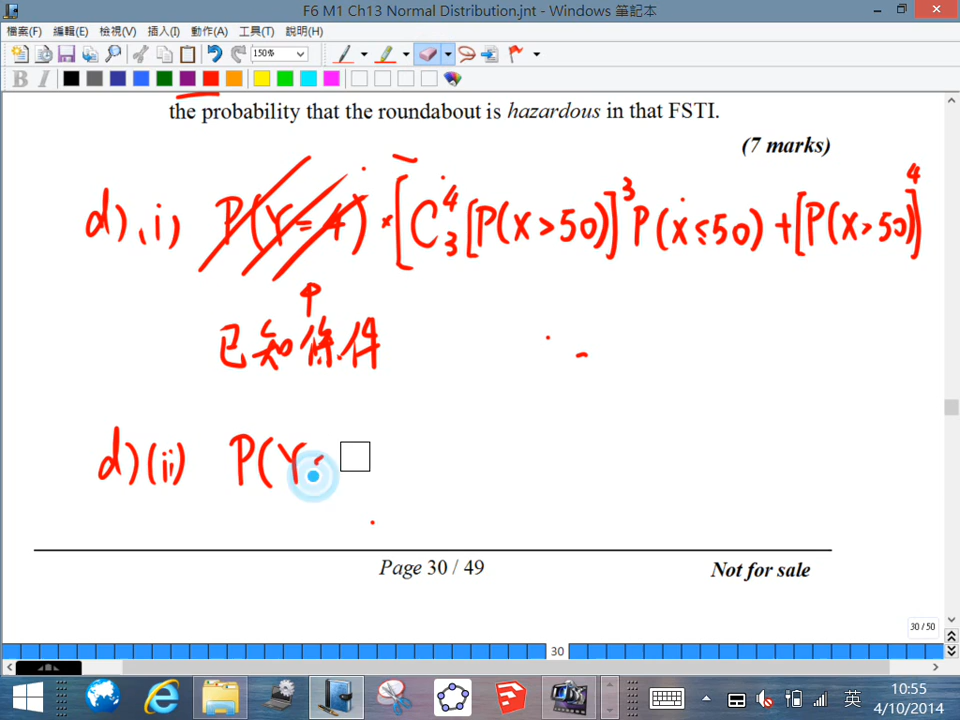 F6 M1 Ch13 Normal Distribution.jnt - Windows 筆記本
檔案(F) 編輯(E) 檢視(V) 插入(I) 動作(A) 工具(T) 說明(H)
150%
B I
the probability that the roundabout is hazardous in that FSTI.
(7 marks)
d).i) P(Y=4) × [C⁴₃ [P(X>50)]³ P(X≤50) + [P(X>50)]⁴
已知條件
d)(ii) P(Y=
Page 30 / 49 Not for sale
30 / 50
30
英
10:55
4/10/2014